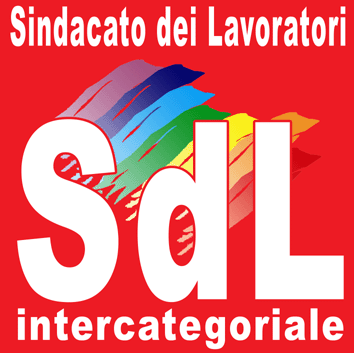 Sindacato dei Lavoratori
SdL
intercategoriale